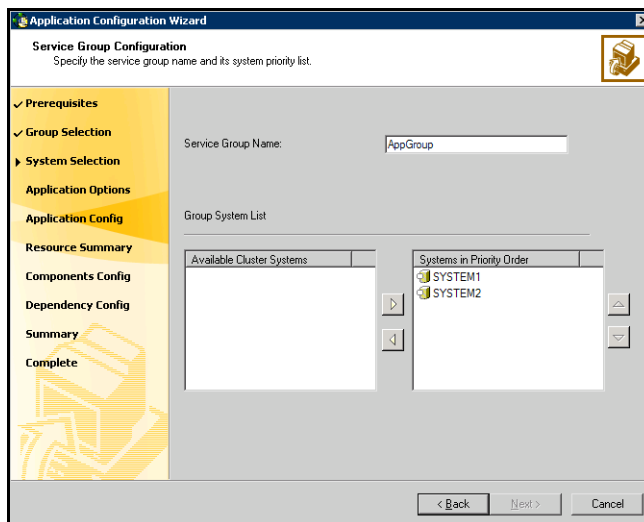 Application Configuration Wizard
Service Group Configuration
Specify the service group name and its system priority list.
Prerequisites
Group Selection
System Selection
Application Options
Application Config
Resource Summary
Components Config
Dependency Config
Summary
Complete
Service Group Name:
AppGroup
Group System List
Available Cluster Systems
Systems in Priority Order
SYSTEM1
SYSTEM2
< Back
Next >
Cancel